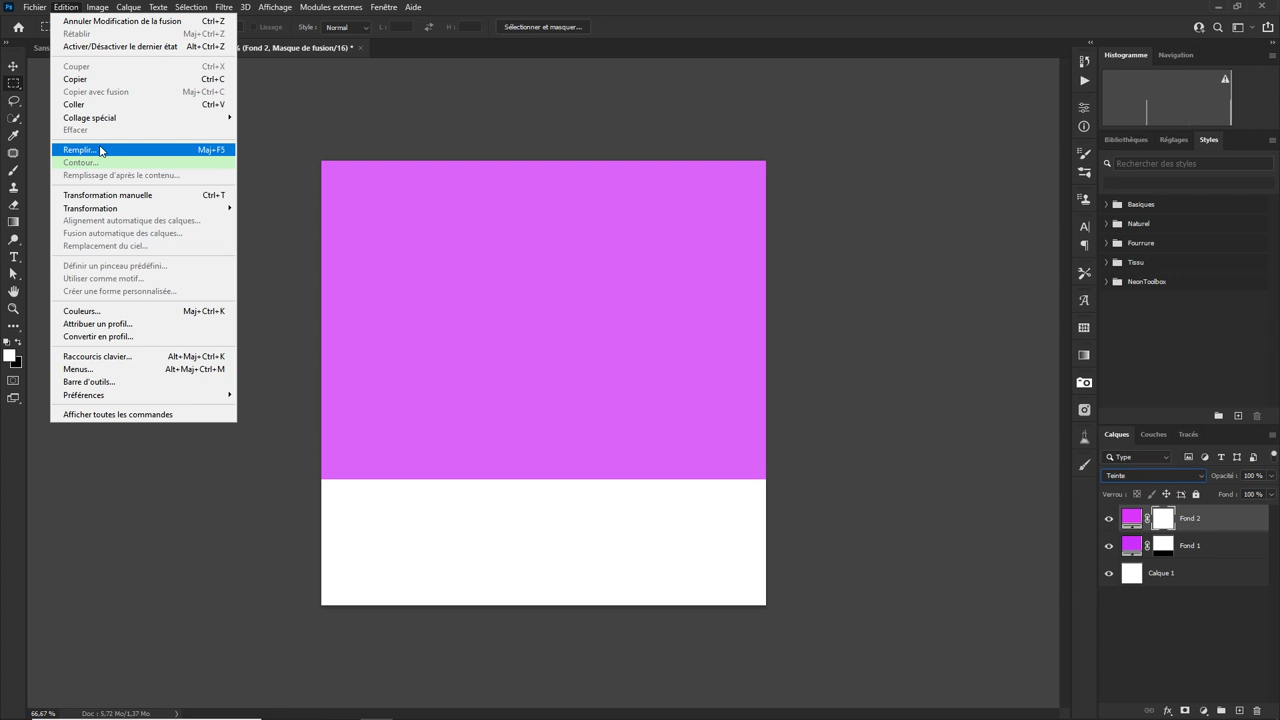 Ps Fichier Edition Image Calque Texte Sélection Filtre 3D Affichage Modules externes Fenêtre Aide
Lissage Style : Normal L : H : Sélectionner et masquer...
Sans % (Fond 2, Masque de fusion/16) * ×
Annuler Modification de la fusion Ctrl+Z
Rétablir Maj+Ctrl+Z
Activer/Désactiver le dernier état Alt+Ctrl+Z
Couper Ctrl+X
Copier Ctrl+C
Copier avec fusion Maj+Ctrl+C
Coller Ctrl+V
Collage spécial
Effacer
Remplir... Maj+F5
Contour...
Remplissage d'après le contenu...
Transformation manuelle Ctrl+T
Transformation
Alignement automatique des calques...
Fusion automatique des calques...
Remplacement du ciel...
Définir un pinceau prédéfini...
Utiliser comme motif...
Créer une forme personnalisée...
Couleurs... Maj+Ctrl+K
Attribuer un profil...
Convertir en profil...
Raccourcis clavier... Alt+Maj+Ctrl+K
Menus... Alt+Maj+Ctrl+M
Barre d'outils...
Préférences
Afficher toutes les commandes
Histogramme Navigation
Bibliothèques Réglages Styles
Rechercher des styles
Basiques
Naturel
Fourrure
Tissu
NeonToolbox
Calques Couches Tracés
Type
Teinte Opacité : 100 %
Verrou : Fond : 100 %
Fond 2
Fond 1
Calque 1
66,67 % Doc : 5,72 Mo/1,37 Mo